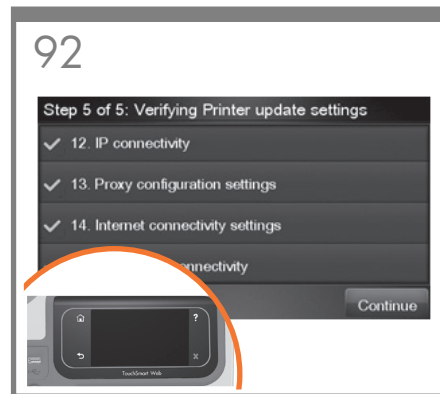 92
Step 5 of 5: Verifying Printer update settings
12. IP connectivity
13. Proxy configuration settings
14. Internet connectivity settings
connectivity
Continue
?
TouchSmart Web